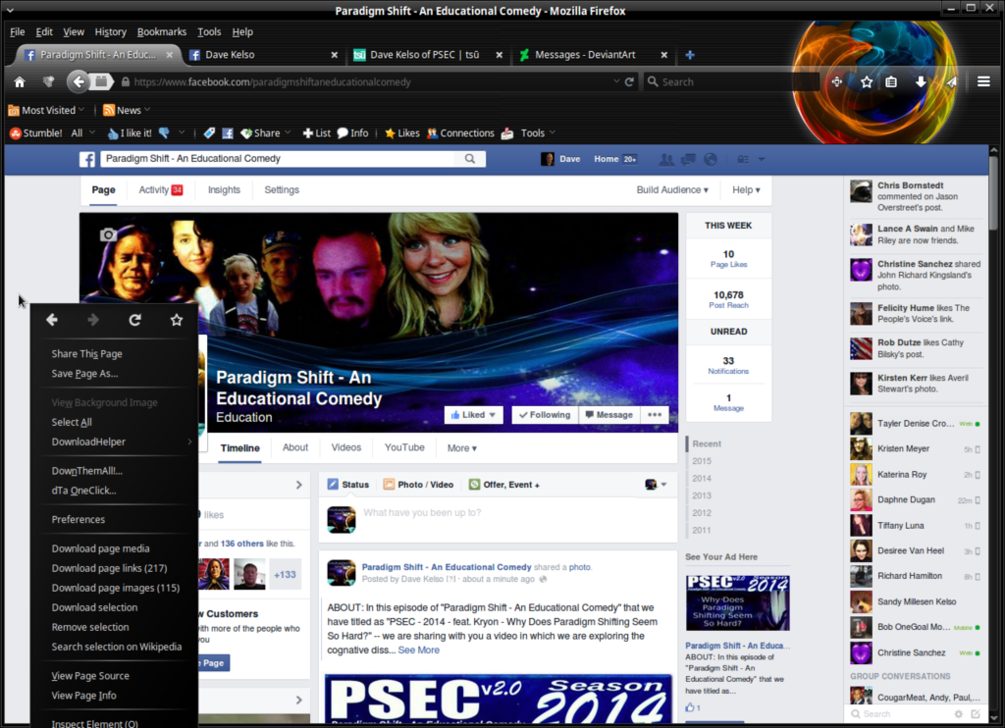 Paradigm Shift - An Educational Comedy - Mozilla Firefox
File Edit View History Bookmarks Tools Help
Paradigm Shift - An Educ...
Dave Kelso
Dave Kelso of PSEC | tsū
Messages - DeviantArt
https://www.facebook.com/paradigmshiftaneducationalcomedy
Search
Most Visited
News
Stumble! All I like it! Share List Info Likes Connections Tools
Paradigm Shift - An Educational Comedy
Dave Home 20+
Page Activity 34 Insights Settings Build Audience Help
THIS WEEK
10
Page Likes
10,678
Post Reach
UNREAD
33
Notifications
1
Message
Paradigm Shift - An
Educational Comedy
Education
Liked Following Message
Timeline About Videos YouTube More
Share This Page
Save Page As...
View Background Image
Select All
DownloadHelper
DownThemAll!...
dTa OneClick...
Preferences
Download page media
Download page links (217)
Download page images (115)
Download selection
Remove selection
Search selection on Wikipedia
View Page Source
View Page Info
Inspect Element (Q)
likes
r and 136 others like this.
+133
w Customers
with more of the people who
you
e Page
Status Photo / Video Offer, Event +
What have you been up to?
Paradigm Shift - An Educational Comedy shared a photo.
Posted by Dave Kelso [?] · about a minute ago
ABOUT: In this episode of "Paradigm Shift - An Educational Comedy" that we
have titled as "PSEC - 2014 - feat. Kryon - Why Does Paradigm Shifting Seem
So Hard?" -- we are sharing with you a video in which we are exploring the
cognitive diss... See More
PSEC v2.0 Season 2014
Recent
2015
2014
2013
2012
2011
See Your Ad Here
PSEC v2.0 Season 2014
-Why Does
Paradigm
Shifting Seem
So Hard?-
Paradigm Shift - An Educa...
ABOUT: In this episode of
"Paradigm Shift - An
Educational Comedy" that
we have titled as...
1
Chris Bornstedt
commented on Jason
Overstreet's post.
Lance A Swain and Mike
Riley are now friends.
Christine Sanchez shared
John Richard Kingsland's
photo.
Felicity Hume likes The
People's Voice's link.
Rob Dutze likes Cathy
Bilsky's post.
Kirsten Kerr likes Averil
Stewart's photo.
Tayler Denise Cro... Web
Kristen Meyer 5h
Katerina Roy 2h
Daphne Dugan 22m
Tiffany Luna 1h
Desiree Van Heel 3h
Richard Hamilton 8h
Sandy Millesen Kelso
Bob OneGoal Mo... Mobile
Christine Sanchez Web
GROUP CONVERSATIONS
CougarMeat, Andy, Paul,...
Search